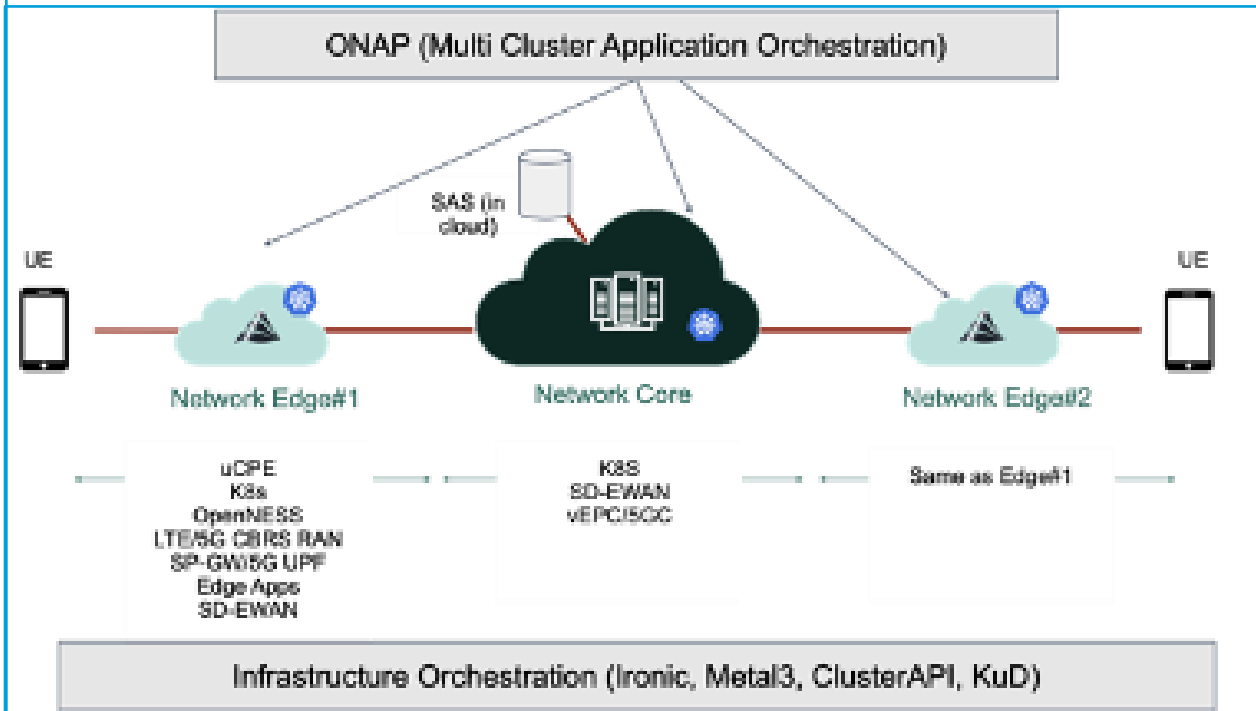 ONAP (Multi Cluster Application Orchestration)
SAS (in
cloud)
UE
UE
Network Edge#1
Network Core
Network Edge#2
uCPE
K8s
OpenNESS
LTE/5G CBRS RAN
SP-GW/5G UPF
Edge Apps
SD-EWAN
K8S
SD-EWAN
vEPC/5GC
Same as Edge#1
Infrastructure Orchestration (Ironic, Metal3, ClusterAPI, KuD)